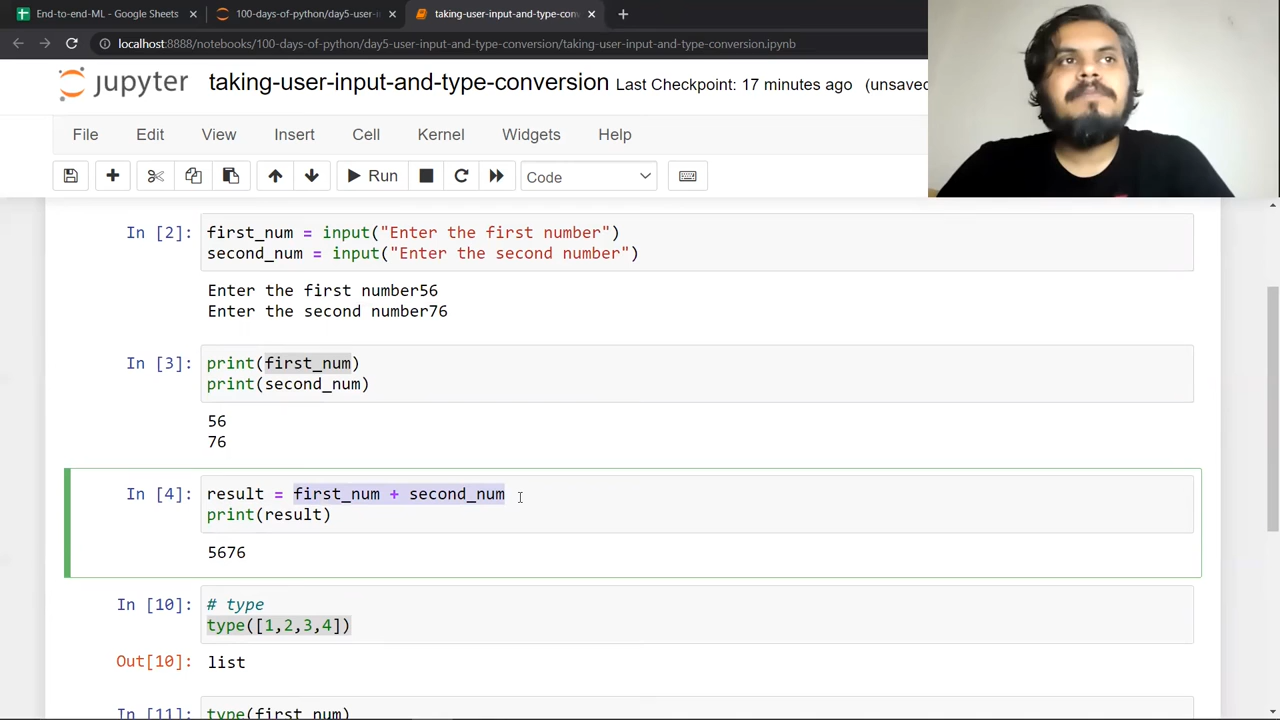 End-to-end-ML - Google Sheets
100-days-of-python/day5-user-in
taking-user-input-and-type-conv
localhost:8888/notebooks/100-days-of-python/day5-user-input-and-type-conversion/taking-user-input-and-type-conversion.ipynb
jupyter taking-user-input-and-type-conversion Last Checkpoint: 17 minutes ago (unsaved
File Edit View Insert Cell Kernel Widgets Help
Run Code
In [2]: first_num = input("Enter the first number")
second_num = input("Enter the second number")
Enter the first number56
Enter the second number76
In [3]: print(first_num)
print(second_num)
56
76
In [4]: result = first_num + second_num
print(result)
5676
In [10]: # type
type([1,2,3,4])
Out[10]: list
In [11]: type(first_num)